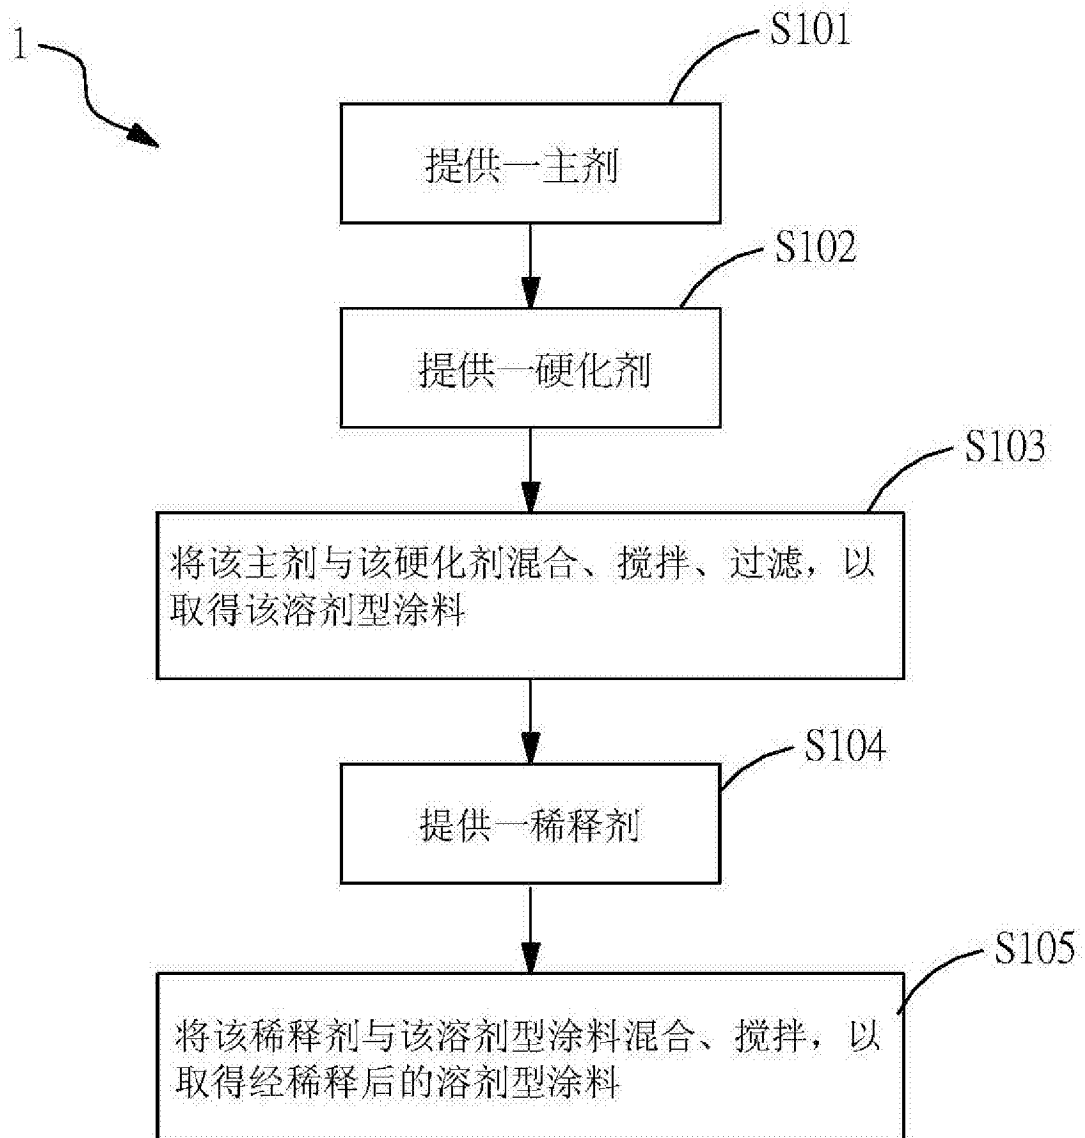 1
S101
提供一主剂
S102
提供一硬化剂
S103
将该主剂与该硬化剂混合、搅拌、过滤，以
取得该溶剂型涂料
S104
提供一稀释剂
S105
将该稀释剂与该溶剂型涂料混合、搅拌，以
取得经稀释后的溶剂型涂料